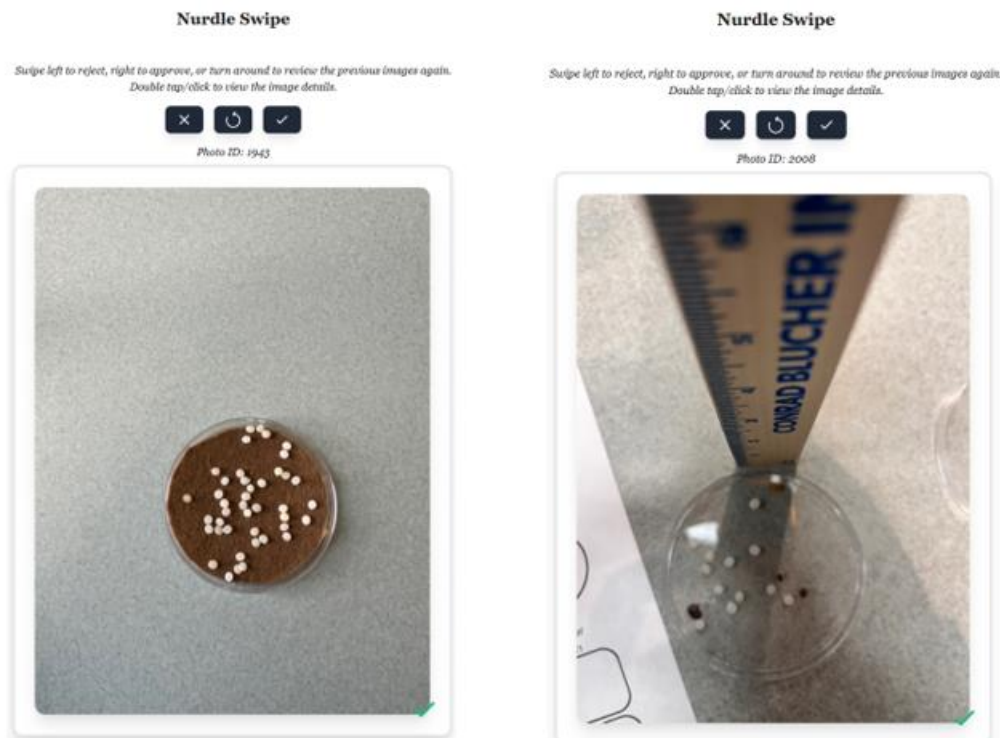 Nurdle Swipe
Swipe left to reject, right to approve, or turn around to review the previous images again.
Double tap/click to view the image details.
Photo ID: 1943
Nurdle Swipe
Swipe left to reject, right to approve, or turn around to review the previous images again
Double tap/click to view the image details.
Photo ID: 2008
CONRAD BLUCHER